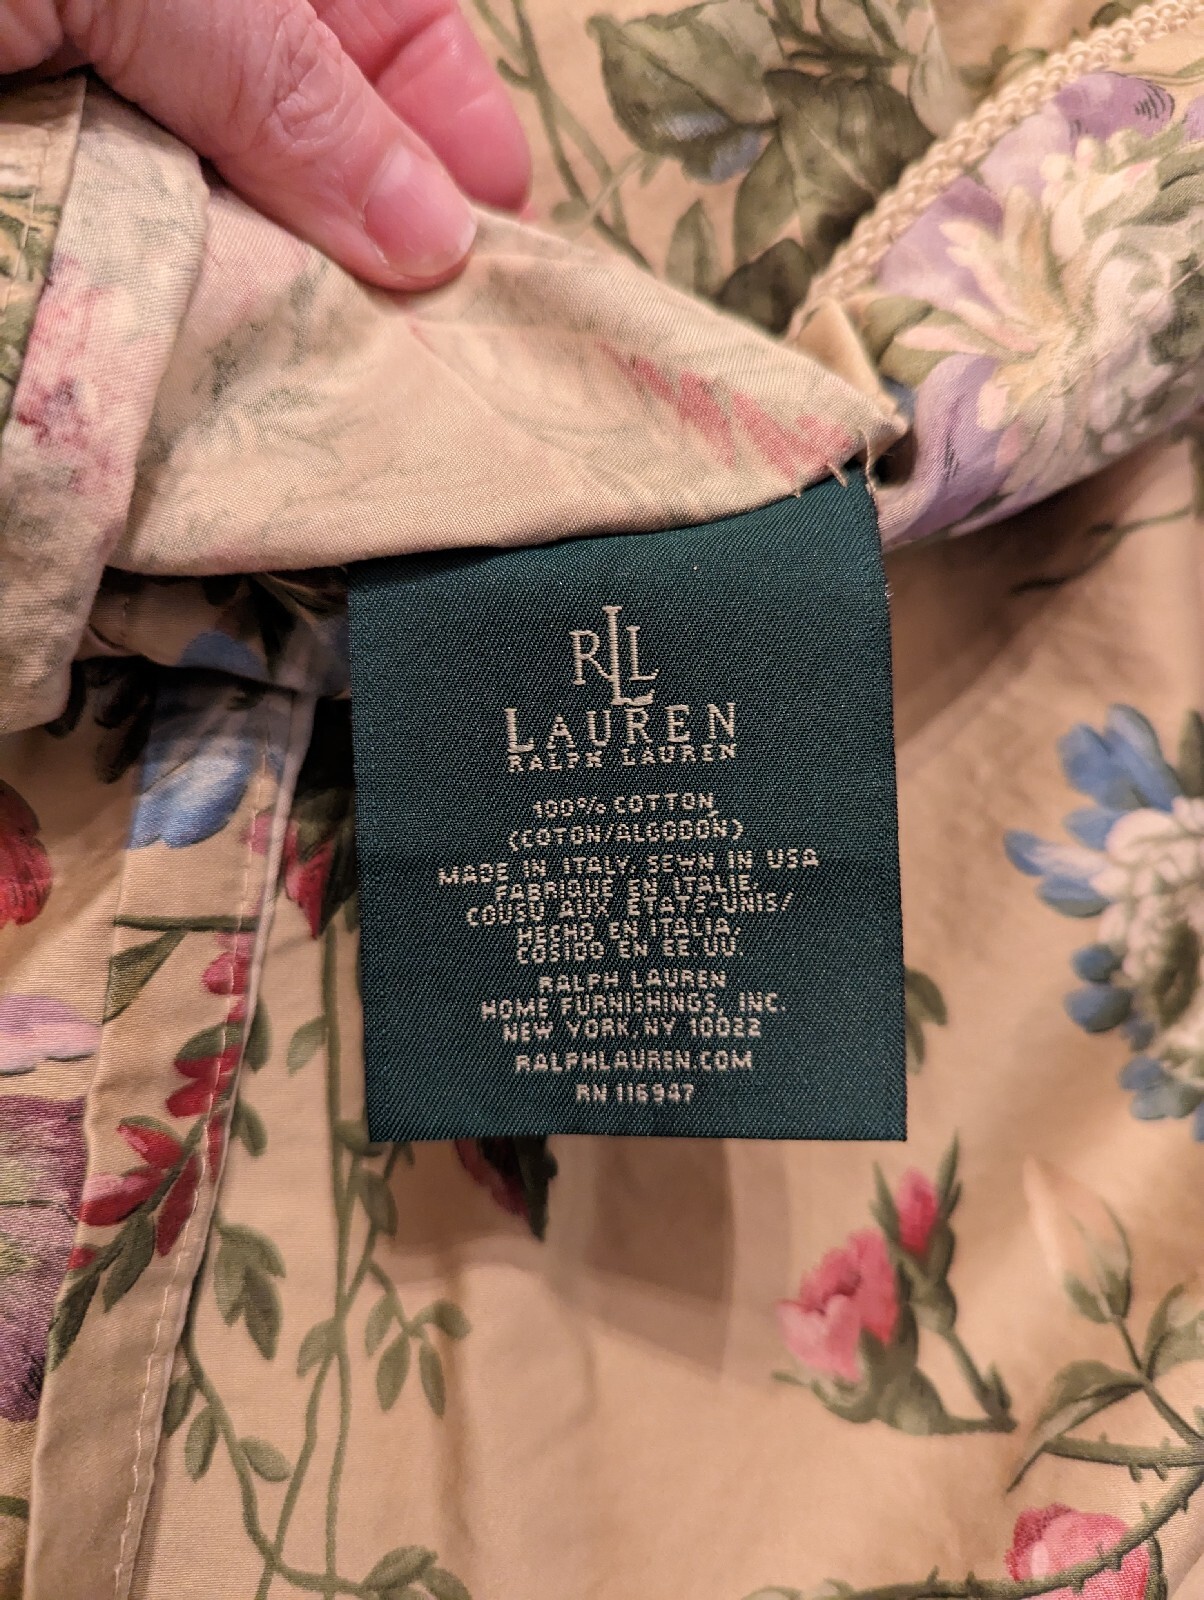 RLL
LAUREN
RALPH LAUREN
100% COTTON
(COTON/ALGODÓN)
MADE IN ITALY, SEWN IN USA
FABRIQUE EN ITALIE,
COUSU AUX ETATS-UNIS/
HECHO EN ITALIA,
COSIDO EN EE.UU.
RALPH LAUREN
HOME FURNISHINGS, INC.
NEW YORK, NY 10022
RALPHLAUREN.COM
RN 116947